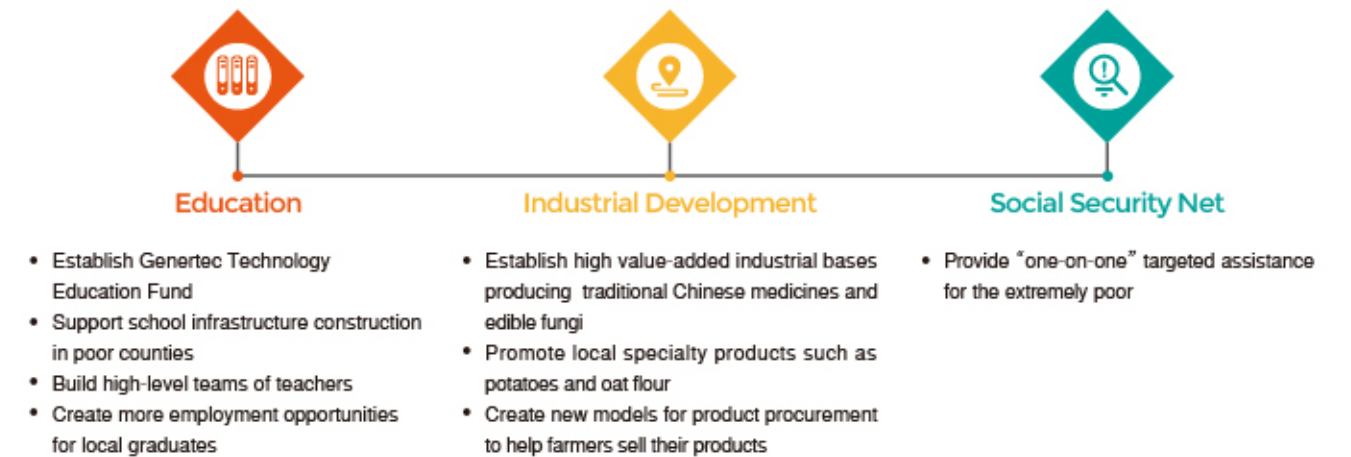 Education
• Establish Genertec Technology
Education Fund
• Support school infrastructure construction
in poor counties
• Build high-level teams of teachers
• Create more employment opportunities
for local graduates
Industrial Development
• Establish high value-added industrial bases
producing traditional Chinese medicines and
edible fungi
• Promote local specialty products such as
potatoes and oat flour
• Create new models for product procurement
to help farmers sell their products
Social Security Net
• Provide “one-on-one” targeted assistance
for the extremely poor